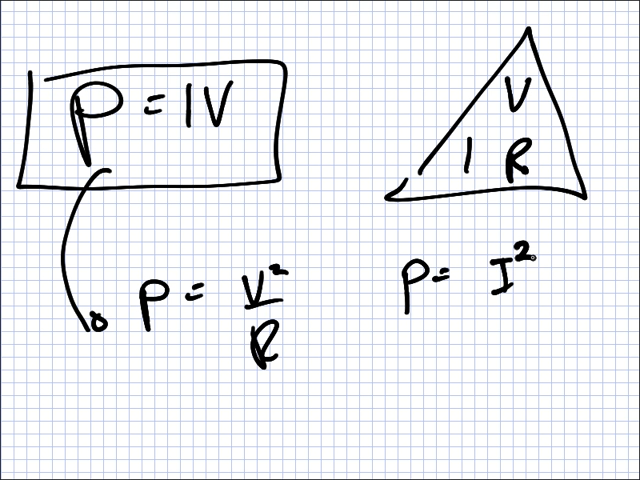 P = IV
V
I R
P = V²/R
P = I²